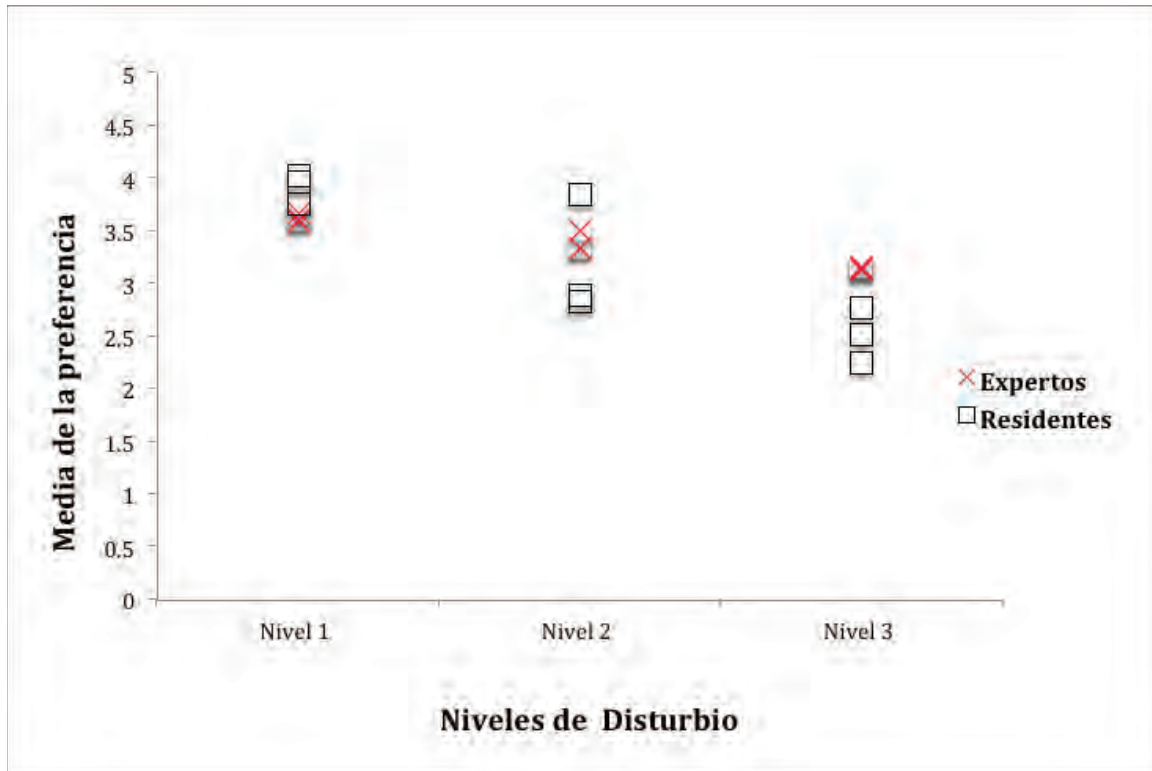 5
4.5
4
3.5
3
2.5
2
1.5
1
0.5
0
Media de la preferencia
Nivel 1
Nivel 2
Nivel 3
Niveles de Disturbio
Expertos
Residentes